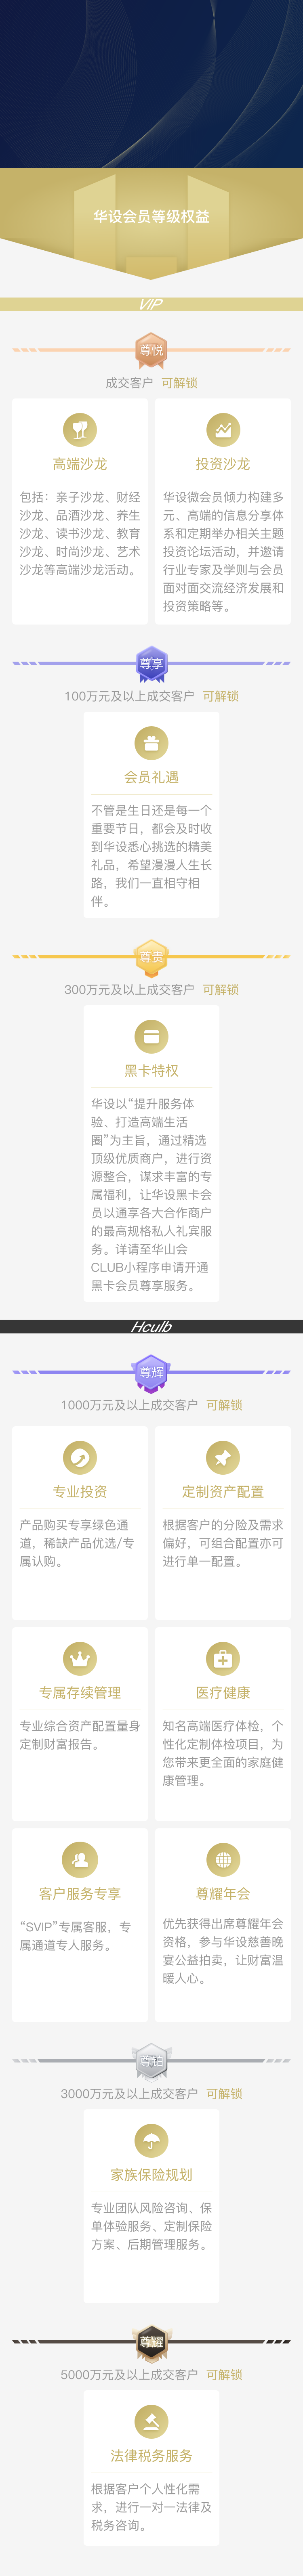 华设会员等级权益
VIP
尊悦
成交客户 可解锁
高端沙龙
包括：亲子沙龙、财经
沙龙、品酒沙龙、养生
沙龙、读书沙龙、教育
沙龙、时尚沙龙、艺术
沙龙等高端沙龙活动。
投资沙龙
华设微会员倾力构建多
元、高端的信息分享体
系和定期举办相关主题
投资论坛活动，并邀请
行业专家及学则与会员
面对面交流经济发展和
投资策略等。
尊享
100万元及以上成交客户 可解锁
会员礼遇
不管是生日还是每一个
重要节日，都会及时收
到华设悉心挑选的精美
礼品，希望漫漫人生长
路，我们一直相守相
伴。
尊贵
300万元及以上成交客户 可解锁
黑卡特权
华设以“提升服务体
验、打造高端生活
圈”为主旨，通过精选
顶级优质商户，进行资
源整合，谋求丰富的专
属福利，让华设黑卡会
员以通享各大合作商户
的最高规格私人礼宾服
务。详请至华山会
CLUB小程序申请开通
黑卡会员尊享服务。
Hculb
尊辉
1000万元及以上成交客户 可解锁
专业投资
产品购买专享绿色通
道，稀缺产品优选/专
属认购。
定制资产配置
根据客户的分险及需求
偏好，可组合配置亦可
进行单一配置。
专属存续管理
专业综合资产配置量身
定制财富报告。
医疗健康
知名高端医疗体检，个
性化定制体检项目，为
您带来更全面的家庭健
康管理。
客户服务专享
“SVIP”专属客服，专
属通道专人服务。
尊耀年会
优先获得出席尊耀年会
资格，参与华设慈善晚
宴公益拍卖，让财富温
暖人心。
3000万元及以上成交客户 可解锁
家族保险规划
专业团队风险咨询、保
单体验服务、定制保险
方案、后期管理服务。
尊耀
5000万元及以上成交客户 可解锁
法律税务服务
根据客户个人性化需
求，进行一对一法律及
税务咨询。